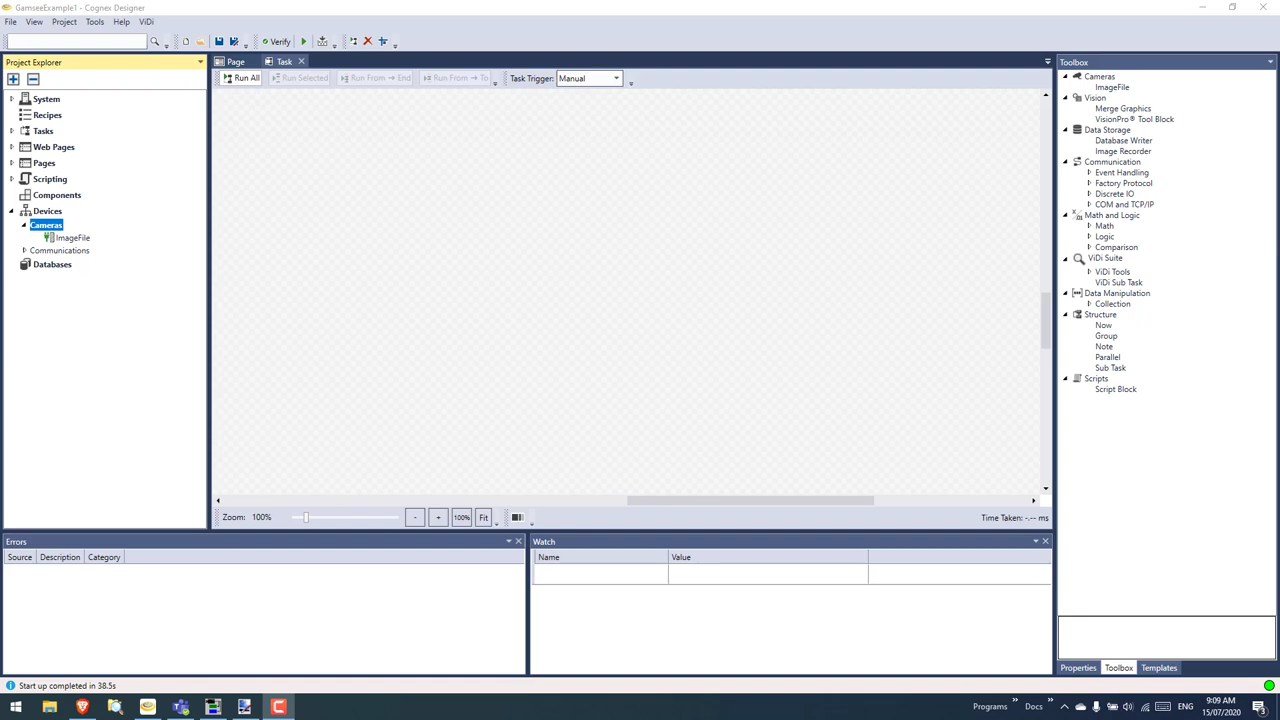 GamseeExample1 - Cognex Designer
File View Project Tools Help ViDi
Verify
Project Explorer
System
Recipes
Tasks
Web Pages
Pages
Scripting
Components
Devices
Cameras
ImageFile
Communications
Databases
Page Task
Run All Run Selected Run From -> End Run From -> To Task Trigger: Manual
Zoom: 100% - + 100% Fit Time Taken: -.-- ms
Toolbox
Cameras
ImageFile
Vision
Merge Graphics
VisionPro® Tool Block
Data Storage
Database Writer
Image Recorder
Communication
Event Handling
Factory Protocol
Discrete IO
COM and TCP/IP
Math and Logic
Math
Logic
Comparison
ViDi Suite
ViDi Tools
ViDi Sub Task
Data Manipulation
Collection
Structure
Now
Group
Note
Parallel
Sub Task
Scripts
Script Block
Properties Toolbox Templates
Errors
Source Description Category
Watch
Name Value
Start up completed in 38.5s
Programs Docs ENG 9:09 AM
15/07/2020 3